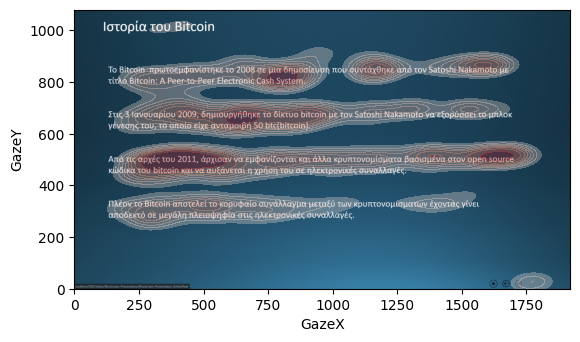 Ιστορία του Bitcoin
Το Bitcoin πρωτοεμφανίστηκε το 2008 σε μια δημοσίευση που συντάχθηκε από τον Satoshi Nakamoto με
τίτλο Bitcoin: A Peer-to-Peer Electronic Cash System.
Στις 3 Ιανουαρίου 2009, δημιουργήθηκε το δίκτυο bitcoin με τον Satoshi Nakamoto να εξορύσσει το μπλοκ
γένεσης του, το οποίο είχε ανταμοιβή 50 btc(bitcoin).
Από τις αρχές του 2011, άρχισαν να εμφανίζονται και άλλα κρυπτονομίσματα βασισμένα στον open source
κώδικα του bitcoin και να αυξάνεται η χρήση του σε ηλεκτρονικές συναλλαγές.
Πλέον το Bitcoin αποτελεί το κορυφαίο συνάλλαγμα μεταξύ των κρυπτονομισμάτων έχοντας γίνει
αποδεκτό σε μεγάλη πλειοψηφία στις ηλεκτρονικές συναλλαγές.
GazeY
1000
800
600
400
200
0
0 250 500 750 1000 1250 1500 1750
GazeX